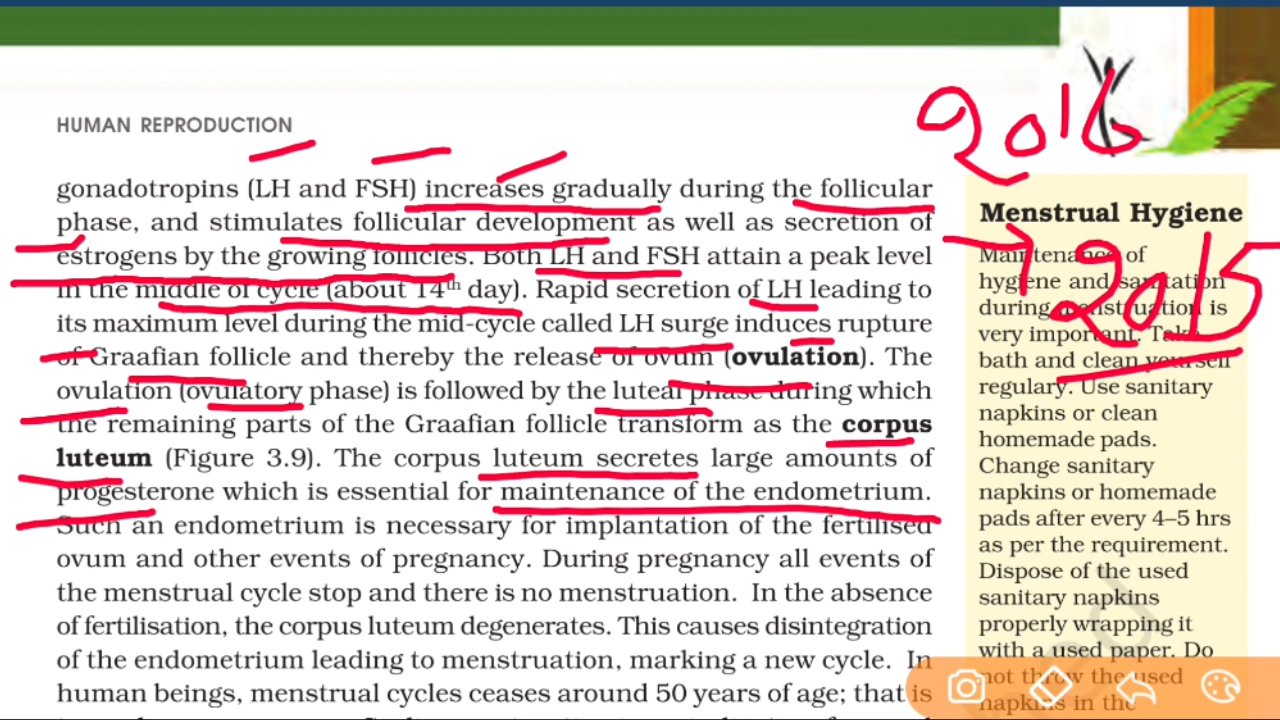 2016
HUMAN REPRODUCTION
gonadotropins (LH and FSH) increases gradually during the follicular
phase, and stimulates follicular development as well as secretion of
estrogens by the growing follicles. Both LH and FSH attain a peak level
in the middle of cycle (about 14th day). Rapid secretion of LH leading to
its maximum level during the mid-cycle called LH surge induces rupture
of Graafian follicle and thereby the release of ovum (ovulation). The
ovulation (ovulatory phase) is followed by the luteal phase during which
the remaining parts of the Graafian follicle transform as the corpus
luteum (Figure 3.9). The corpus luteum secretes large amounts of
progesterone which is essential for maintenance of the endometrium.
Such an endometrium is necessary for implantation of the fertilised
ovum and other events of pregnancy. During pregnancy all events of
the menstrual cycle stop and there is no menstruation. In the absence
of fertilisation, the corpus luteum degenerates. This causes disintegration
of the endometrium leading to menstruation, marking a new cycle. In
human beings, menstrual cycles ceases around 50 years of age; that is
Menstrual Hygiene
Maintenance of
hygiene and sanitation
during menstruation is
very important. Take
bath and clean yourself
regulary. Use sanitary
napkins or clean
homemade pads.
Change sanitary
napkins or homemade
pads after every 4–5 hrs
as per the requirement.
Dispose of the used
sanitary napkins
properly wrapping it
with a used paper. Do
not throw the used
napkins in the
2015